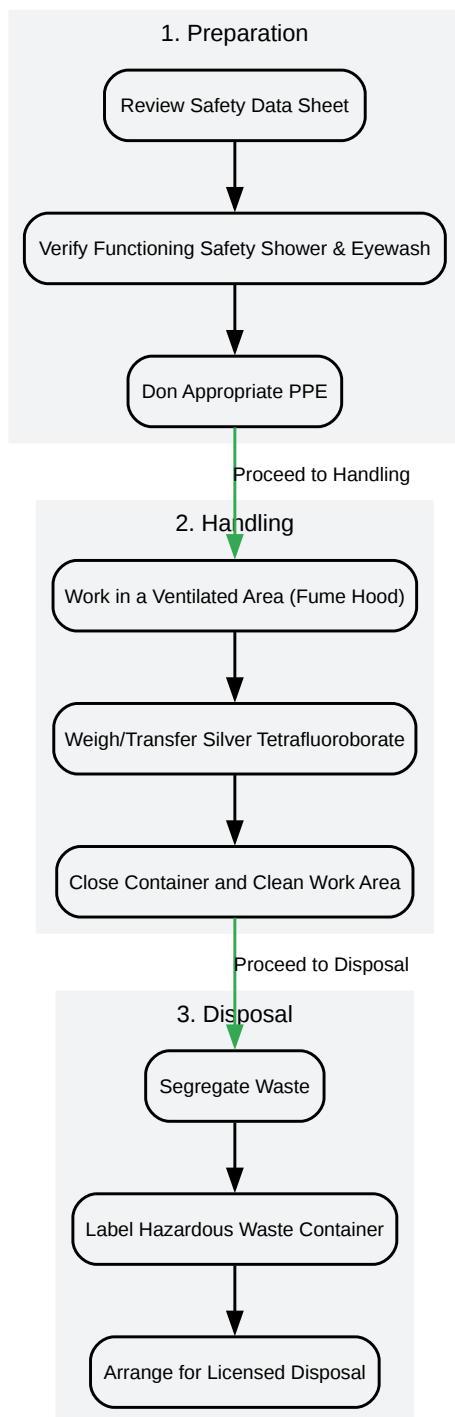 1. Preparation
Review Safety Data Sheet
Verify Functioning Safety Shower & Eyewash
Don Appropriate PPE
Proceed to Handling
2. Handling
Work in a Ventilated Area (Fume Hood)
Weigh/Transfer Silver Tetrafluoroborate
Close Container and Clean Work Area
Proceed to Disposal
3. Disposal
Segregate Waste
Label Hazardous Waste Container
Arrange for Licensed Disposal